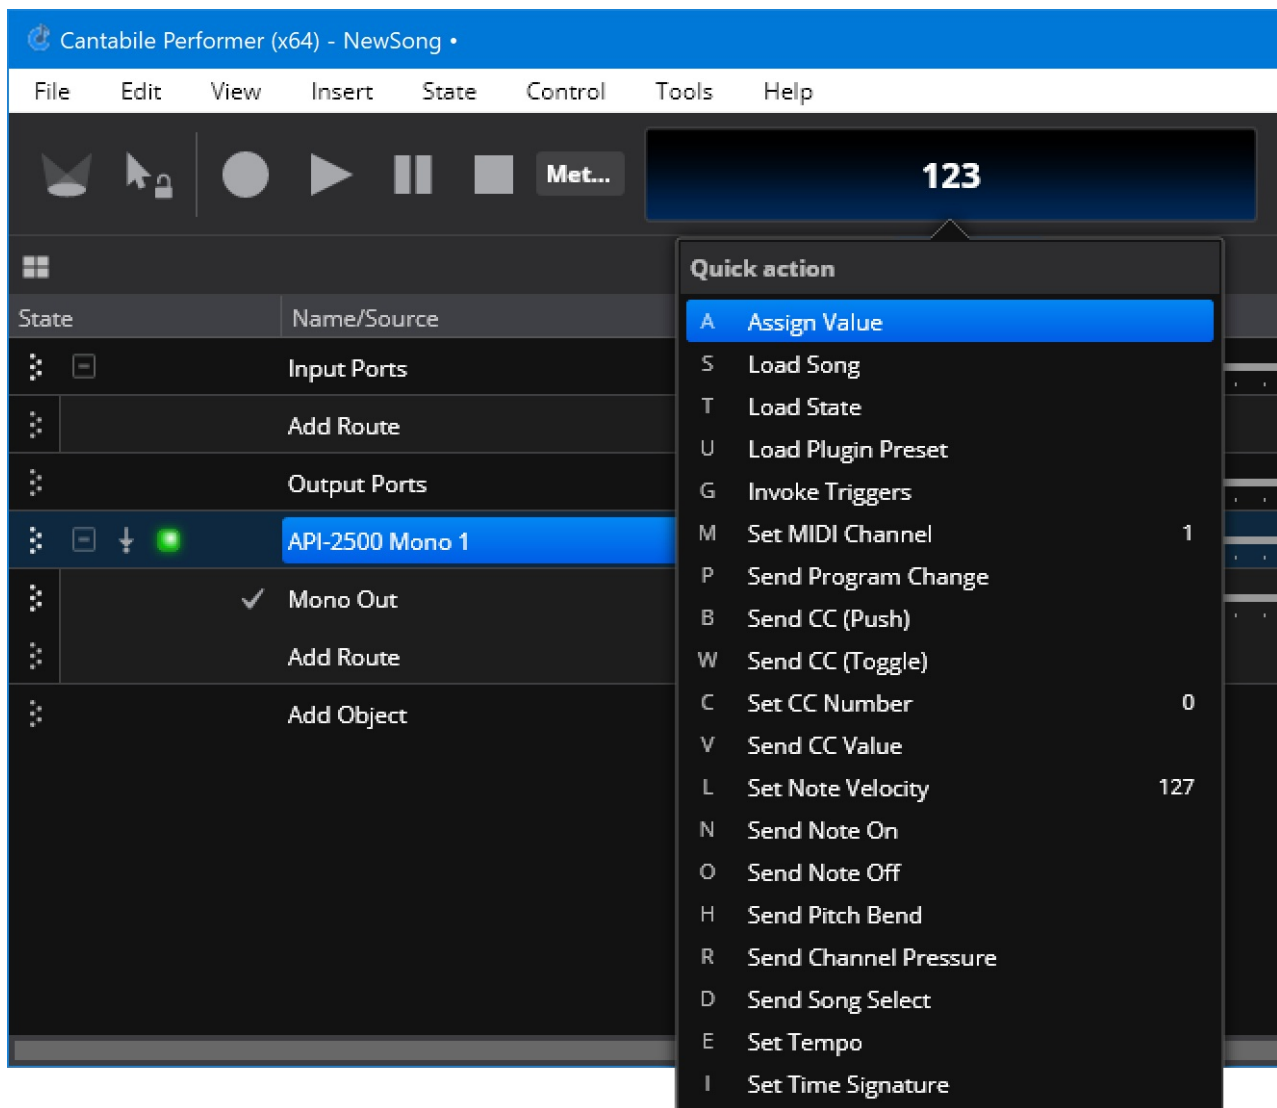 Cantabile Performer (x64) - NewSong •
File Edit View Insert State Control Tools Help
Met... 123
Quick action
State Name/Source
A Assign Value
S Load Song
Input Ports
T Load State
Add Route
U Load Plugin Preset
Output Ports
G Invoke Triggers
API-2500 Mono 1
M Set MIDI Channel 1
P Send Program Change
Mono Out
B Send CC (Push)
Add Route
W Send CC (Toggle)
C Set CC Number 0
Add Object
V Send CC Value
L Set Note Velocity 127
N Send Note On
O Send Note Off
H Send Pitch Bend
R Send Channel Pressure
D Send Song Select
E Set Tempo
I Set Time Signature